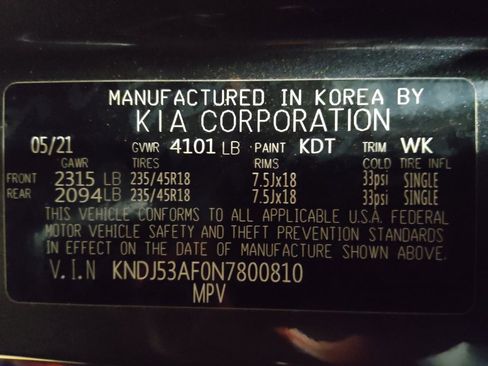 MANUFACTURED IN KOREA BY
KIA CORPORATION
05/21 GVWR 4101 LB PAINT KDT TRIM WK
GAWR TIRES RIMS COLD TIRE INFL
FRONT 2315 LB 235/45R18 7.5Jx18 33psi SINGLE
REAR 2094 LB 235/45R18 7.5Jx18 33psi SINGLE
THIS VEHICLE CONFORMS TO ALL APPLICABLE U.S.A. FEDERAL
MOTOR VEHICLE SAFETY AND THEFT PREVENTION STANDARDS
IN EFFECT ON THE DATE OF MANUFACTURE SHOWN ABOVE.
V.I.N KNDJ53AF0N7800810
MPV